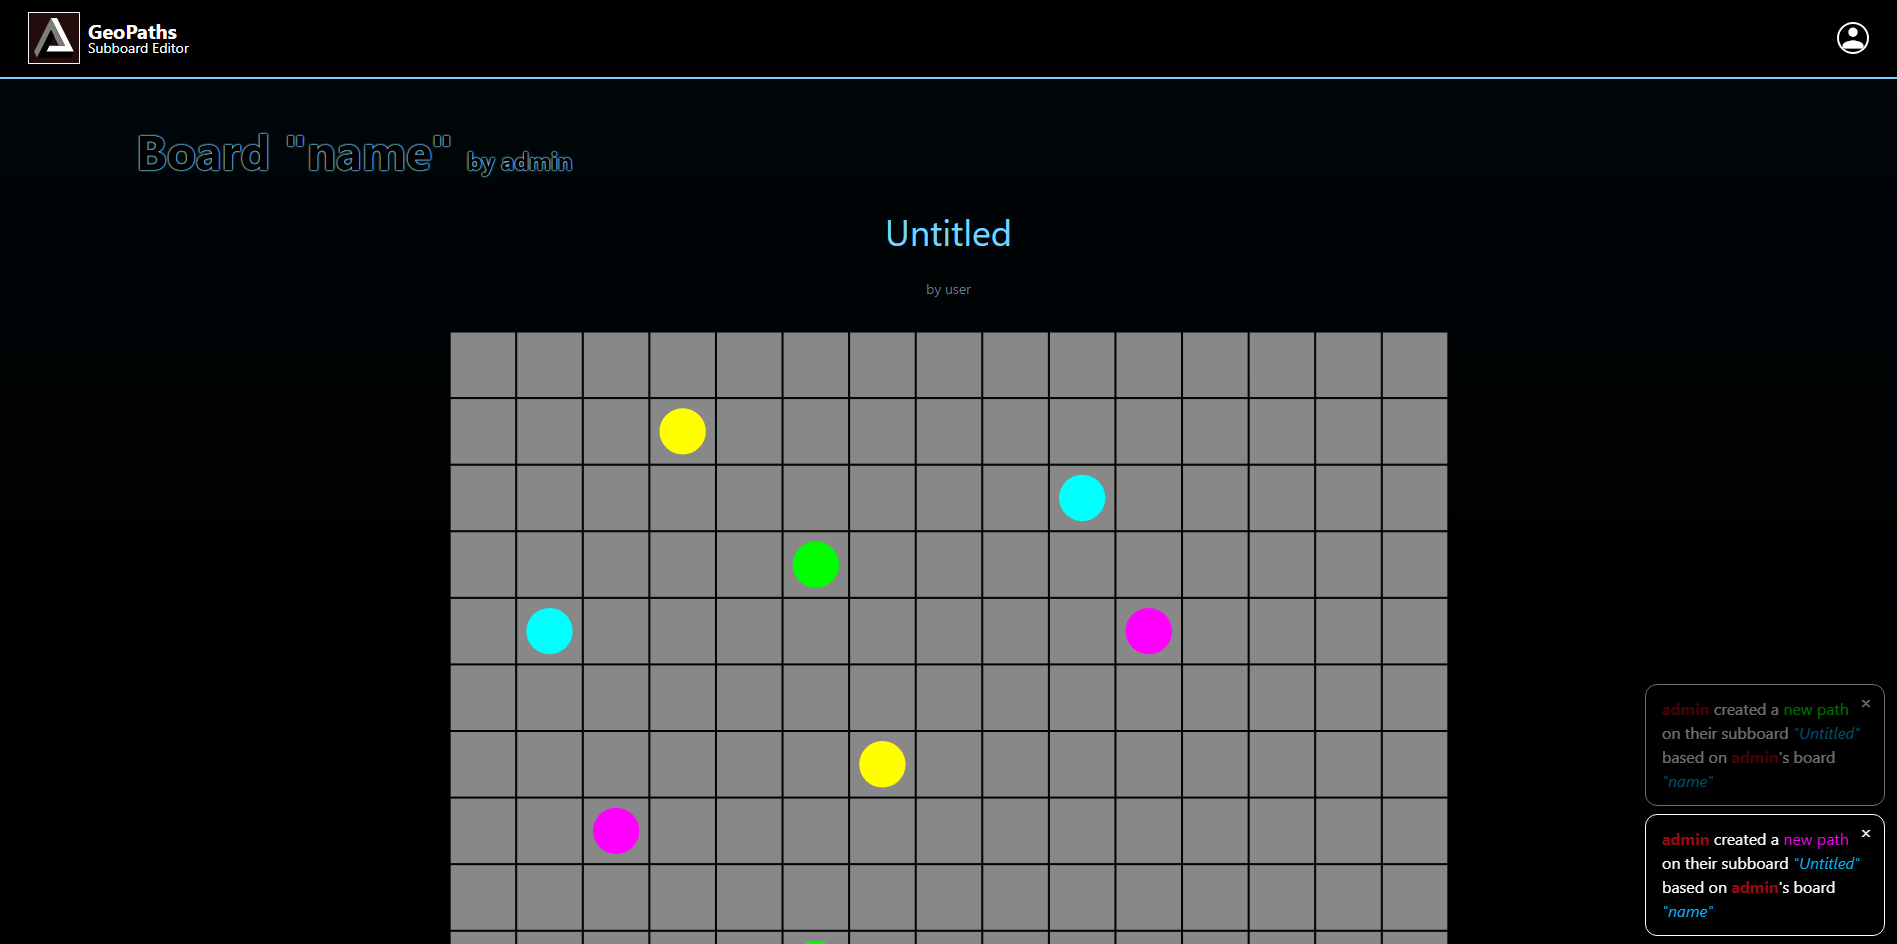 GeoPaths
Subboard Editor
Board "name" by admin
Untitled
by user
admin created a new path ×
on their subboard "Untitled"
based on admin's board
"name"
admin created a new path ×
on their subboard "Untitled"
based on admin's board
"name"